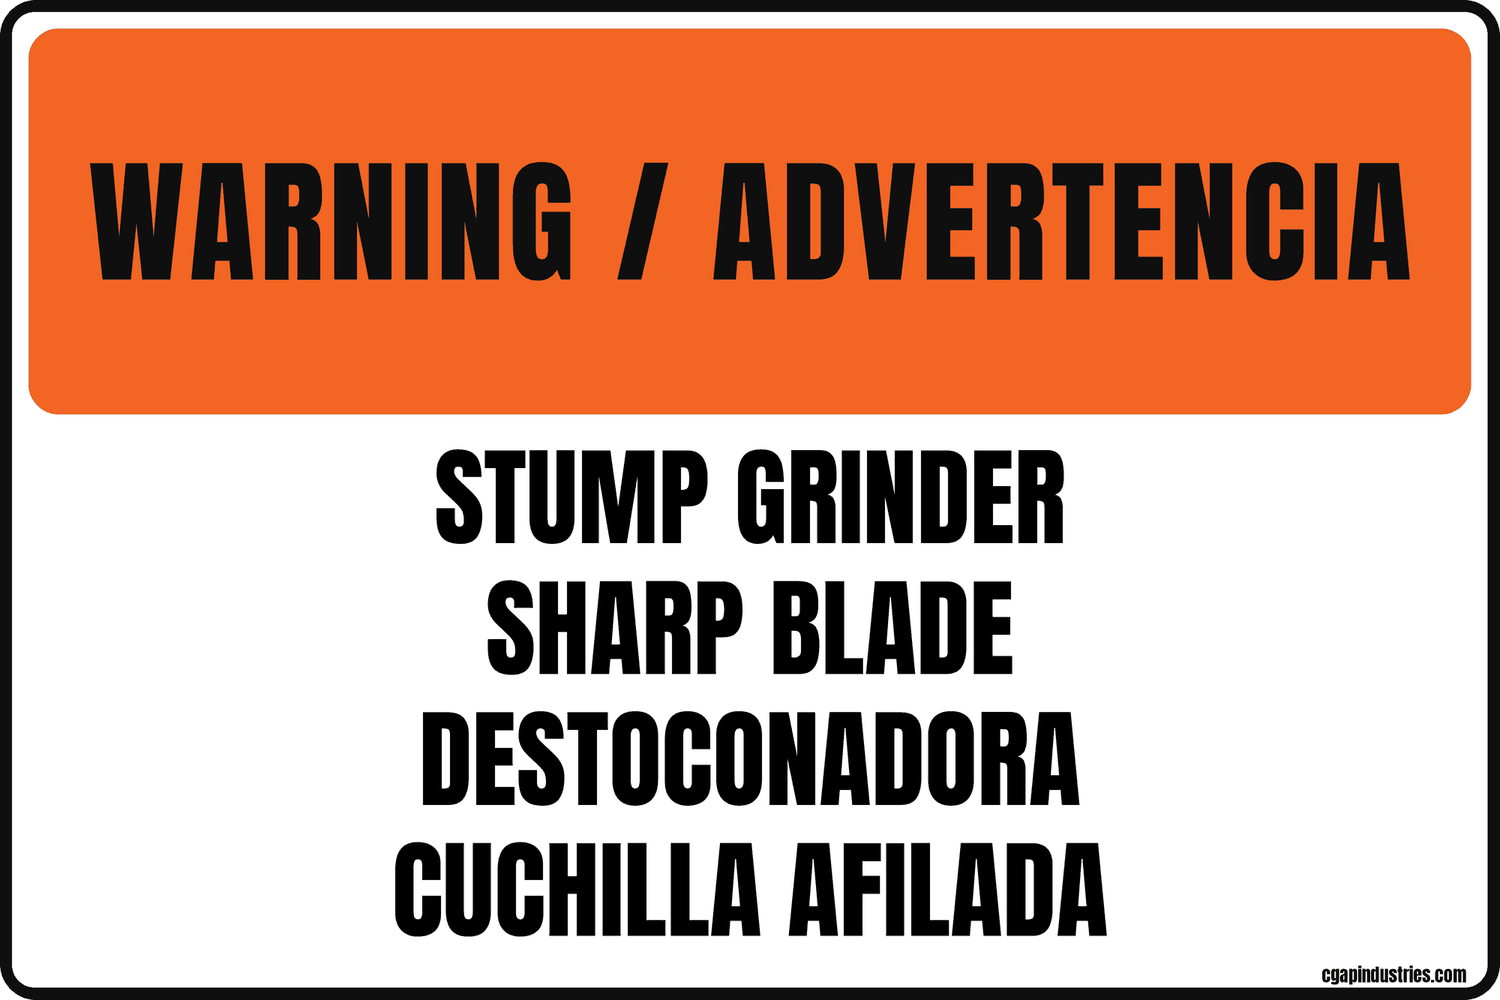 WARNING / ADVERTENCIA
STUMP GRINDER
SHARP BLADE
DESTOCONADORA
CUCHILLA AFILADA
cgapindustries.com